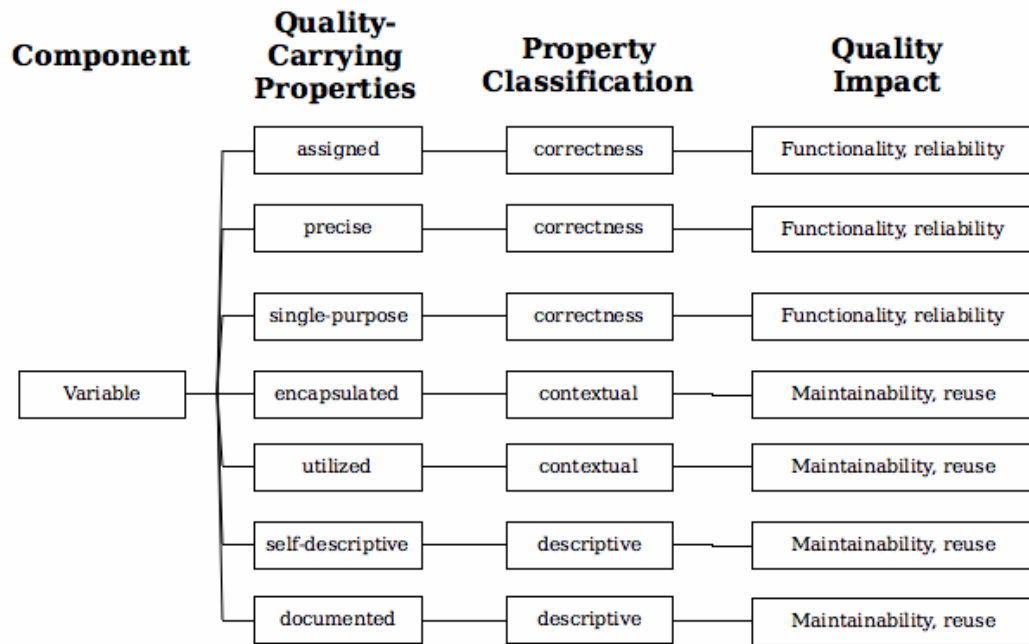 Component
Quality-
Carrying
Properties
Property
Classification
Quality
Impact
assigned
correctness
Functionality, reliability
precise
correctness
Functionality, reliability
single-purpose
correctness
Functionality, reliability
Variable
encapsulated
contextual
Maintainability, reuse
utilized
contextual
Maintainability, reuse
self-descriptive
descriptive
Maintainability, reuse
documented
descriptive
Maintainability, reuse